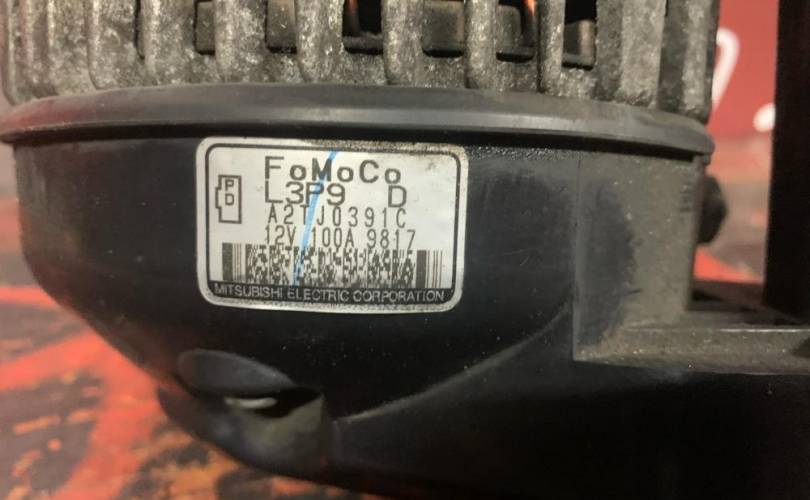 FoMoCo
L3P9 D
P
D
A2TJ0391C
12V 100A 9817
MITSUBISHI ELECTRIC CORPORATION